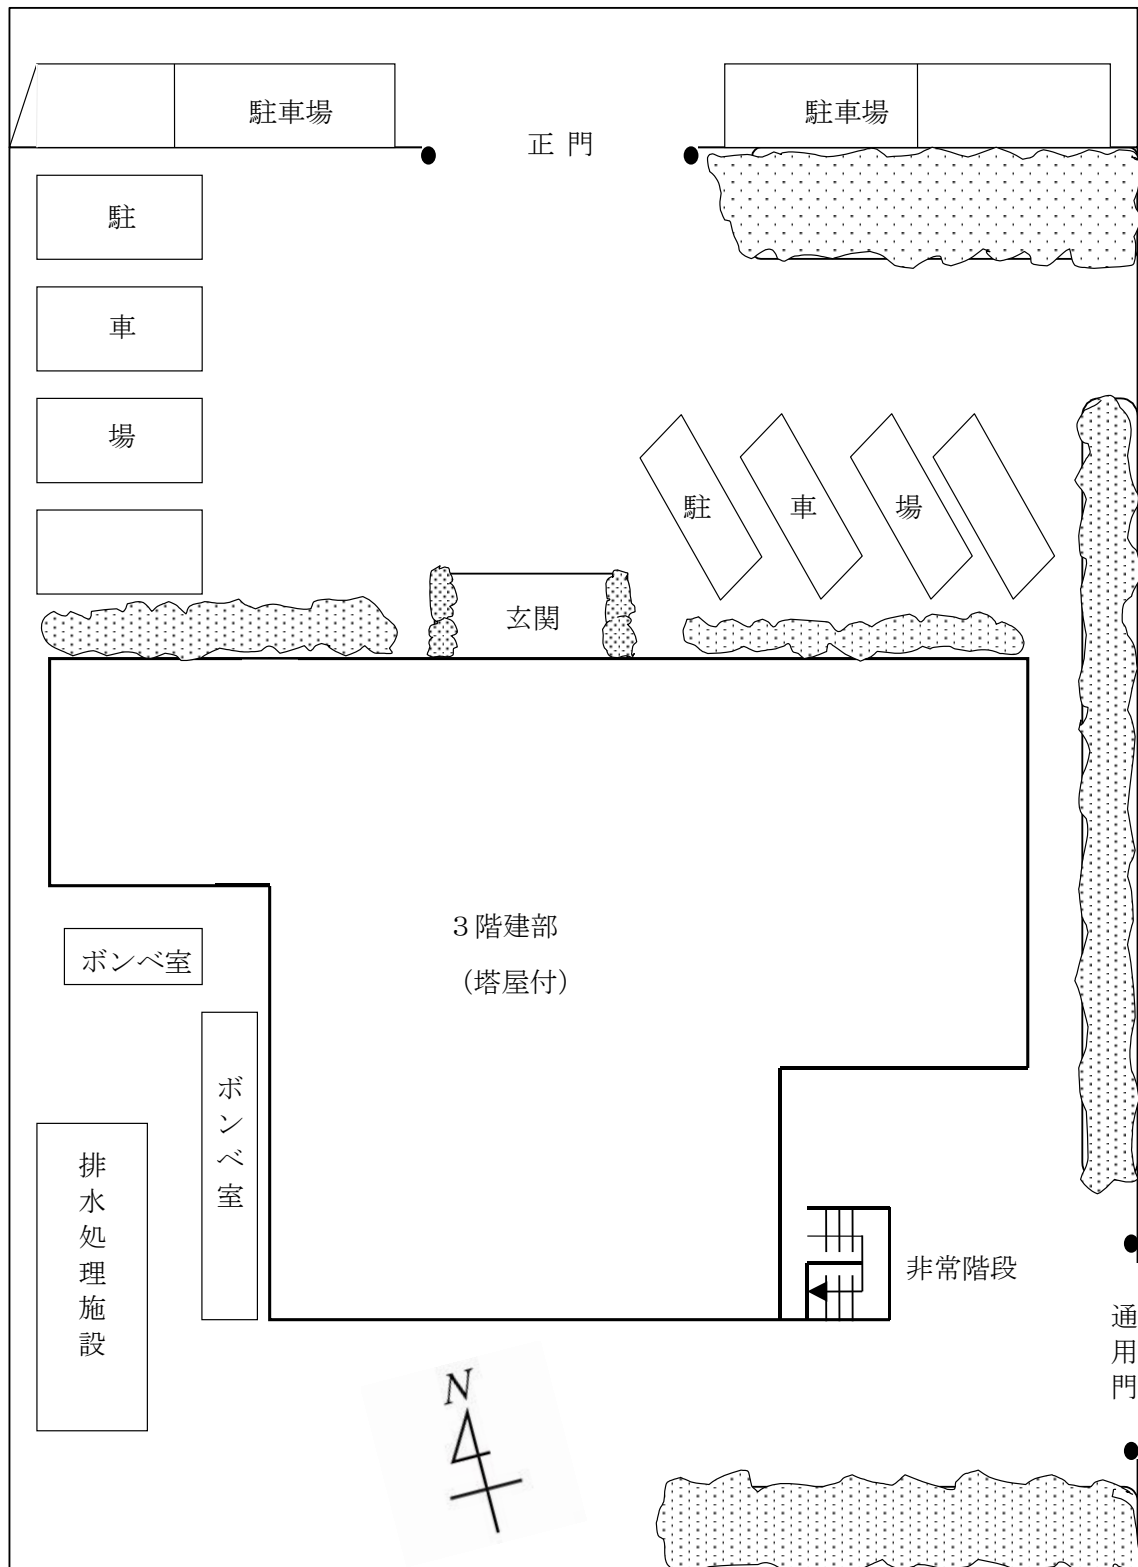 駐車場
駐車場
正門
駐
車
場
駐
車
場
玄関
３階建部
（塔屋付）
ボンベ室
ボンベ室
排水処理施設
非常階段
通用門
N